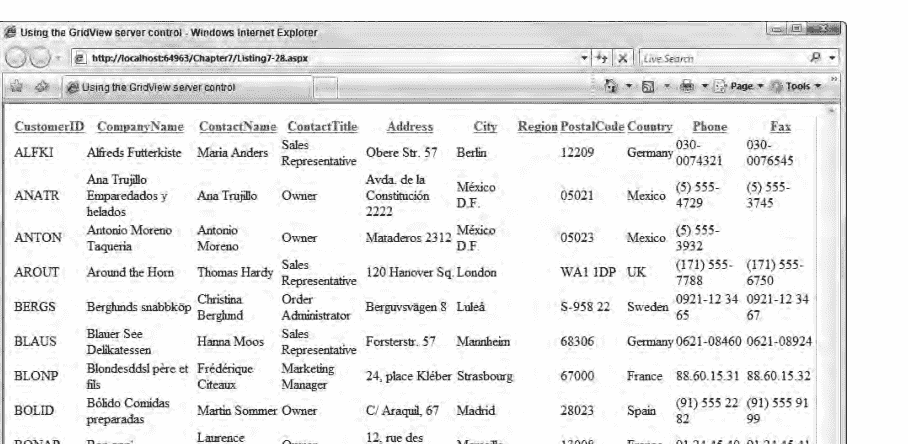 Using the GridView server control - Windows Internet Explorer
http://localhost:64963/Chapter7/Listing7-28.aspx
Live Search
Using the GridView server control
Page
Tools
CustomerID CompanyName ContactName ContactTitle Address City Region PostalCode Country Phone Fax
ALFKI Alfreds Futterkiste Maria Anders Sales Representative Obere Str. 57 Berlin 12209 Germany 030-0074321 030-0076545
ANATR Ana Trujillo Emparedados y helados Ana Trujillo Owner Avda. de la Constitución 2222 México D.F. 05021 Mexico (5) 555-4729 (5) 555-3745
ANTON Antonio Moreno Taquería Antonio Moreno Owner Mataderos 2312 México D.F. 05023 Mexico (5) 555-3932
AROUT Around the Horn Thomas Hardy Sales Representative 120 Hanover Sq. London WA1 1DP UK (171) 555-7788 (171) 555-6750
BERGS Berglunds snabbköp Christina Berglund Order Administrator Berguvsvägen 8 Luleå S-958 22 Sweden 0921-12 34 65 0921-12 34 67
BLAUS Blauer See Delikatessen Hanna Moos Sales Representative Forsterstr. 57 Mannheim 68306 Germany 0621-08460 0621-08924
BLONP Blondesddsl père et fils Frédérique Citeaux Marketing Manager 24, place Kléber Strasbourg 67000 France 88.60.15.31 88.60.15.32
BOLID Bólido Comidas preparadas Martín Sommer Owner C/ Araquil, 67 Madrid 28023 Spain (91) 555 22 82 (91) 555 91 99
Laurence
12, rue des